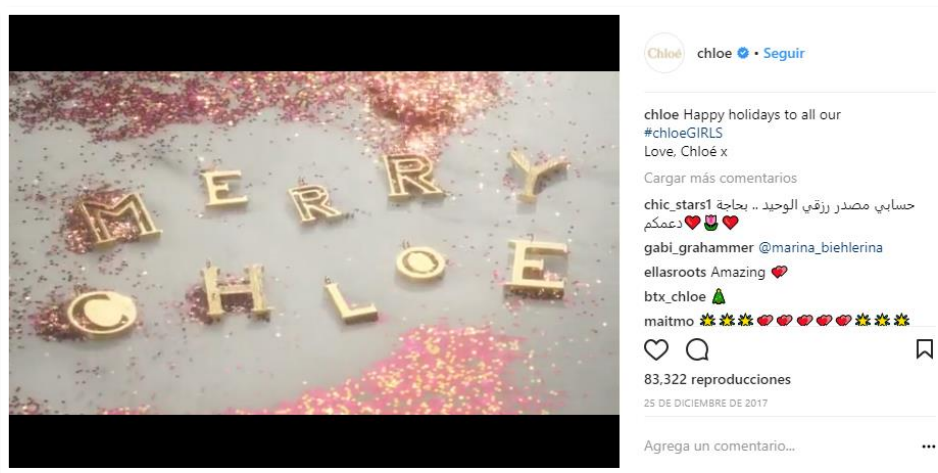 MERRY
CHLOE
Chloé
chloe • Seguir
chloe Happy holidays to all our
#chloeGIRLS
Love, Chloé x
Cargar más comentarios
chic_stars1 حسابي مصدر رزقي الوحيد .. بحاجة
دعمكم
gabi_grahammer @marina_biehlerina
ellasroots Amazing
btx_chloe
maitmo
83,322 reproducciones
25 DE DICIEMBRE DE 2017
Agrega un comentario...